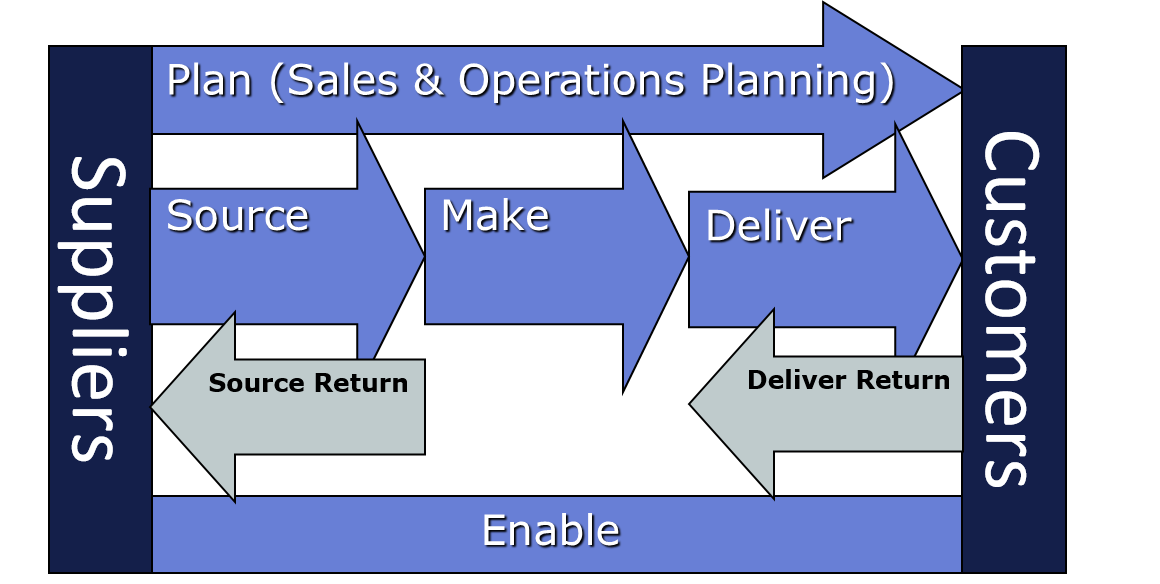 Suppliers
Plan (Sales & Operations Planning)
Source
Make
Deliver
Source Return
Deliver Return
Enable
Customers